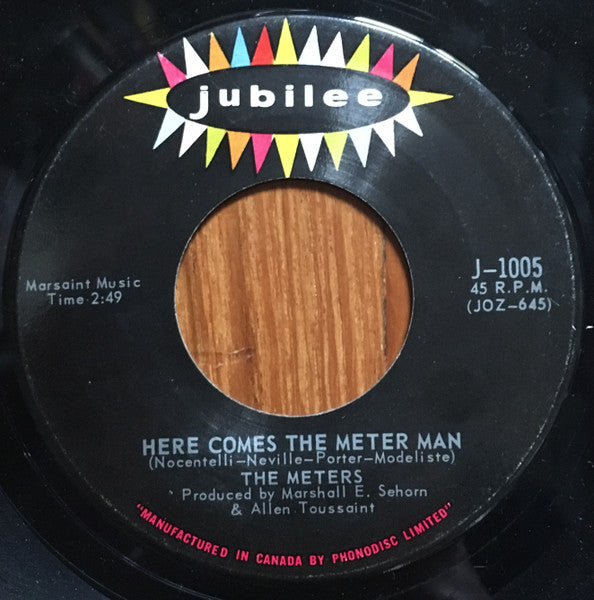 jubilee
Marsaint Music
Time 2:49
J-1005
45 R.P.M.
(JOZ-645)
HERE COMES THE METER MAN
(Nocentelli-Neville-Porter-Modeliste)
THE METERS
Produced by Marshall E. Sehorn
& Allen Toussaint
"MANUFACTURED IN CANADA BY PHONODISC LIMITED"